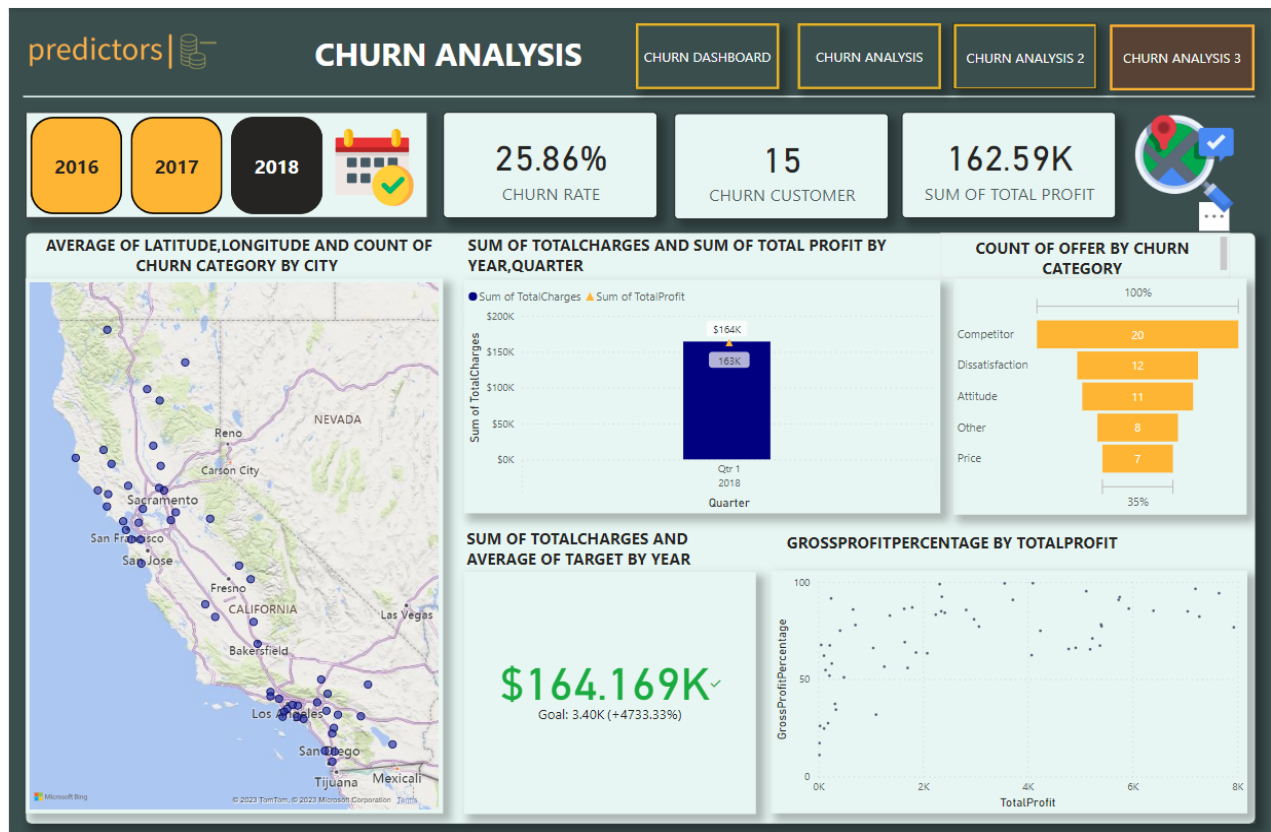 predictors
CHURN ANALYSIS
CHURN DASHBOARD
CHURN ANALYSIS
CHURN ANALYSIS 2
CHURN ANALYSIS 3
2016
2017
2018
25.86%
CHURN RATE
15
CHURN CUSTOMER
162.59K
SUM OF TOTAL PROFIT
AVERAGE OF LATITUDE,LONGITUDE AND COUNT OF
CHURN CATEGORY BY CITY
NEVADA
Reno
Carson City
Sacramento
San Francisco
San Jose
Fresno
CALIFORNIA
Las Vegas
Bakersfield
Los Angeles
San Diego
Tijuana
Mexicali
Microsoft Bing
© 2023 TomTom, © 2023 Microsoft Corporation Terms
SUM OF TOTALCHARGES AND SUM OF TOTAL PROFIT BY
YEAR,QUARTER
Sum of TotalCharges
Sum of TotalProfit
$200K
$164K
$150K
163K
$100K
$50K
$0K
Sum of TotalCharges
Qtr 1
2018
Quarter
COUNT OF OFFER BY CHURN
CATEGORY
100%
Competitor
20
Dissatisfaction
12
Attitude
11
Other
8
Price
7
35%
SUM OF TOTALCHARGES AND
AVERAGE OF TARGET BY YEAR
$164.169K
Goal: 3.40K (+4733.33%)
GROSSPROFITPERCENTAGE BY TOTALPROFIT
100
50
0
GrossProfitPercentage
0K
2K
4K
6K
8K
TotalProfit